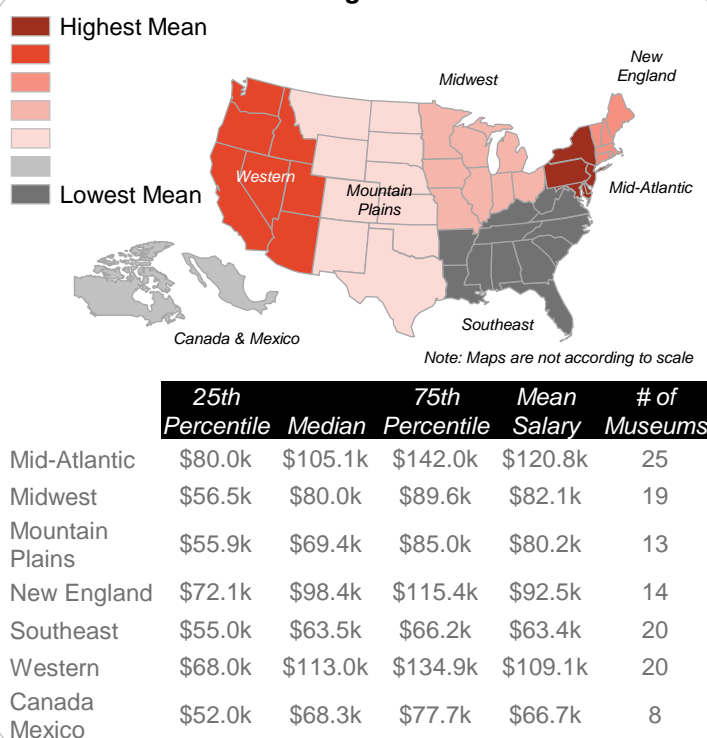 Highest Mean
New
England
Midwest
Western
Mountain
Plains
Mid-Atlantic
Lowest Mean
Southeast
Canada & Mexico
Note: Maps are not according to scale
25th Percentile Median 75th Percentile Mean Salary # of Museums
Mid-Atlantic $80.0k $105.1k $142.0k $120.8k 25
Midwest $56.5k $80.0k $89.6k $82.1k 19
Mountain Plains $55.9k $69.4k $85.0k $80.2k 13
New England $72.1k $98.4k $115.4k $92.5k 14
Southeast $55.0k $63.5k $66.2k $63.4k 20
Western $68.0k $113.0k $134.9k $109.1k 20
Canada Mexico $52.0k $68.3k $77.7k $66.7k 8